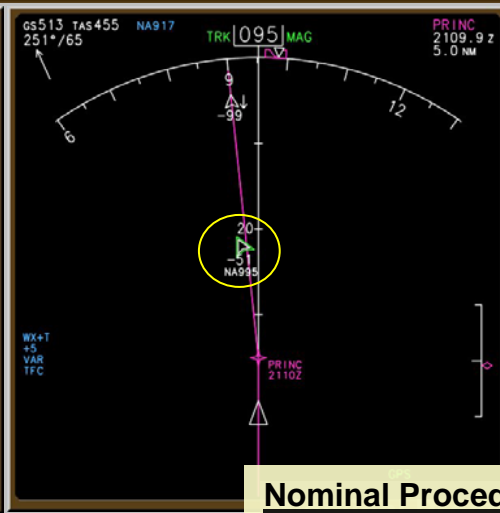 GS513 TAS455 NA917
251°/65
TRK 095 MAG
PRINC
2109.9z
5.0 NM
6 9 12
-99
20
-51
NA995
WX+T
+5
VAR
TFC
PRINC
2110Z
GPS
Nominal Proced